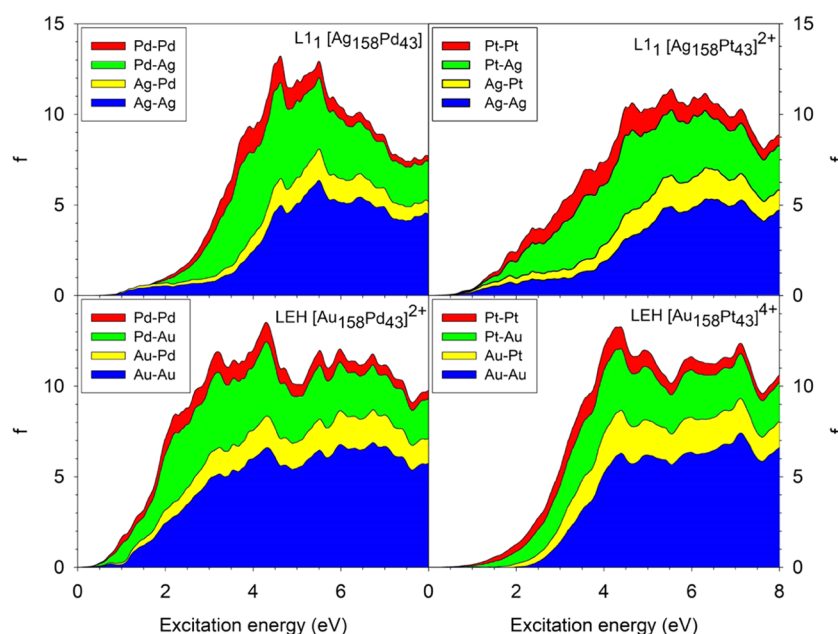 15
Pd-Pd
Pd-Ag
Ag-Pd
Ag-Ag
L1₁ [Ag₁₅₈Pd₄₃]
10
f
5
0
Pt-Pt
Pt-Ag
Ag-Pt
Ag-Ag
L1₁ [Ag₁₅₈Pt₄₃]²⁺
15
10
f
5
0
Pd-Pd
Pd-Au
Au-Pd
Au-Au
LEH [Au₁₅₈Pd₄₃]²⁺
10
f
5
0
Pt-Pt
Pt-Au
Au-Pt
Au-Au
LEH [Au₁₅₈Pt₄₃]⁴⁺
10
f
5
0
0 2 4 6 0 2 4 6 8
Excitation energy (eV) Excitation energy (eV)